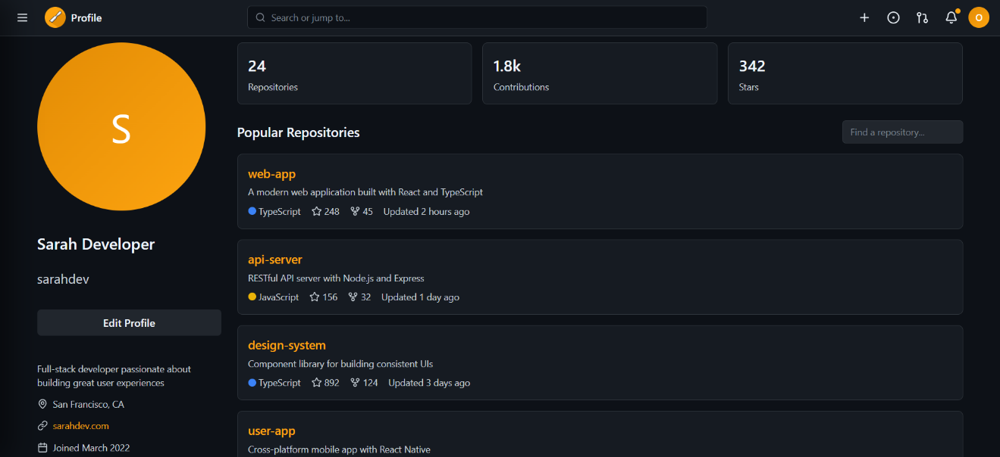 Profile
Search or jump to...
O
S
Sarah Developer
sarahdev
Edit Profile
Full-stack developer passionate about
building great user experiences
San Francisco, CA
sarahdev.com
Joined March 2022
24
Repositories
1.8k
Contributions
342
Stars
Popular Repositories
Find a repository...
web-app
A modern web application built with React and TypeScript
TypeScript 248 45 Updated 2 hours ago
api-server
RESTful API server with Node.js and Express
JavaScript 156 32 Updated 1 day ago
design-system
Component library for building consistent UIs
TypeScript 892 124 Updated 3 days ago
user-app
Cross-platform mobile app with React Native